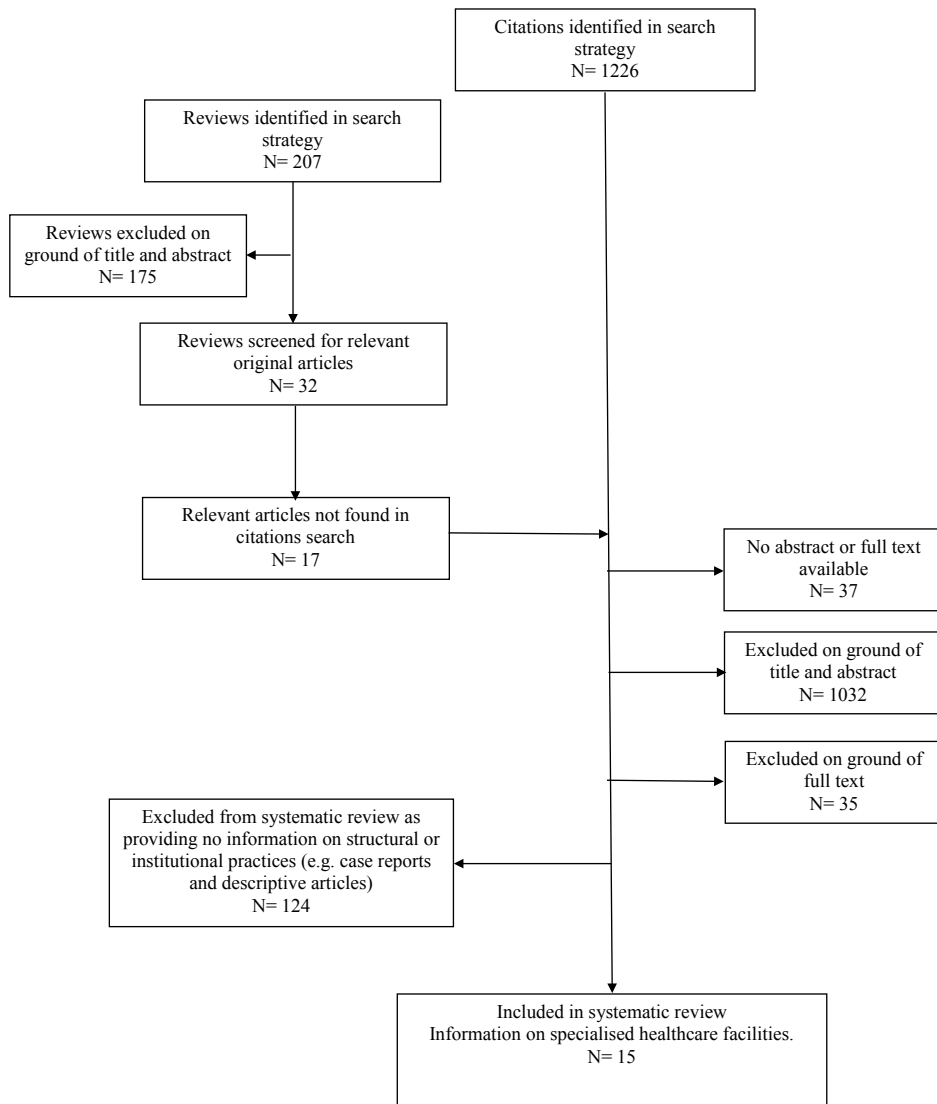 Citations identified in search
strategy
N= 1226
Reviews identified in search
strategy
N= 207
Reviews excluded on
ground of title and abstract
N= 175
Reviews screened for relevant
original articles
N= 32
Relevant articles not found in
citations search
N= 17
No abstract or full text
available
N= 37
Excluded on ground of
title and abstract
N= 1032
Excluded on ground of
full text
N= 35
Excluded from systematic review as
providing no information on structural or
institutional practices (e.g. case reports
and descriptive articles)
N= 124
Included in systematic review
Information on specialised healthcare facilities.
N= 15